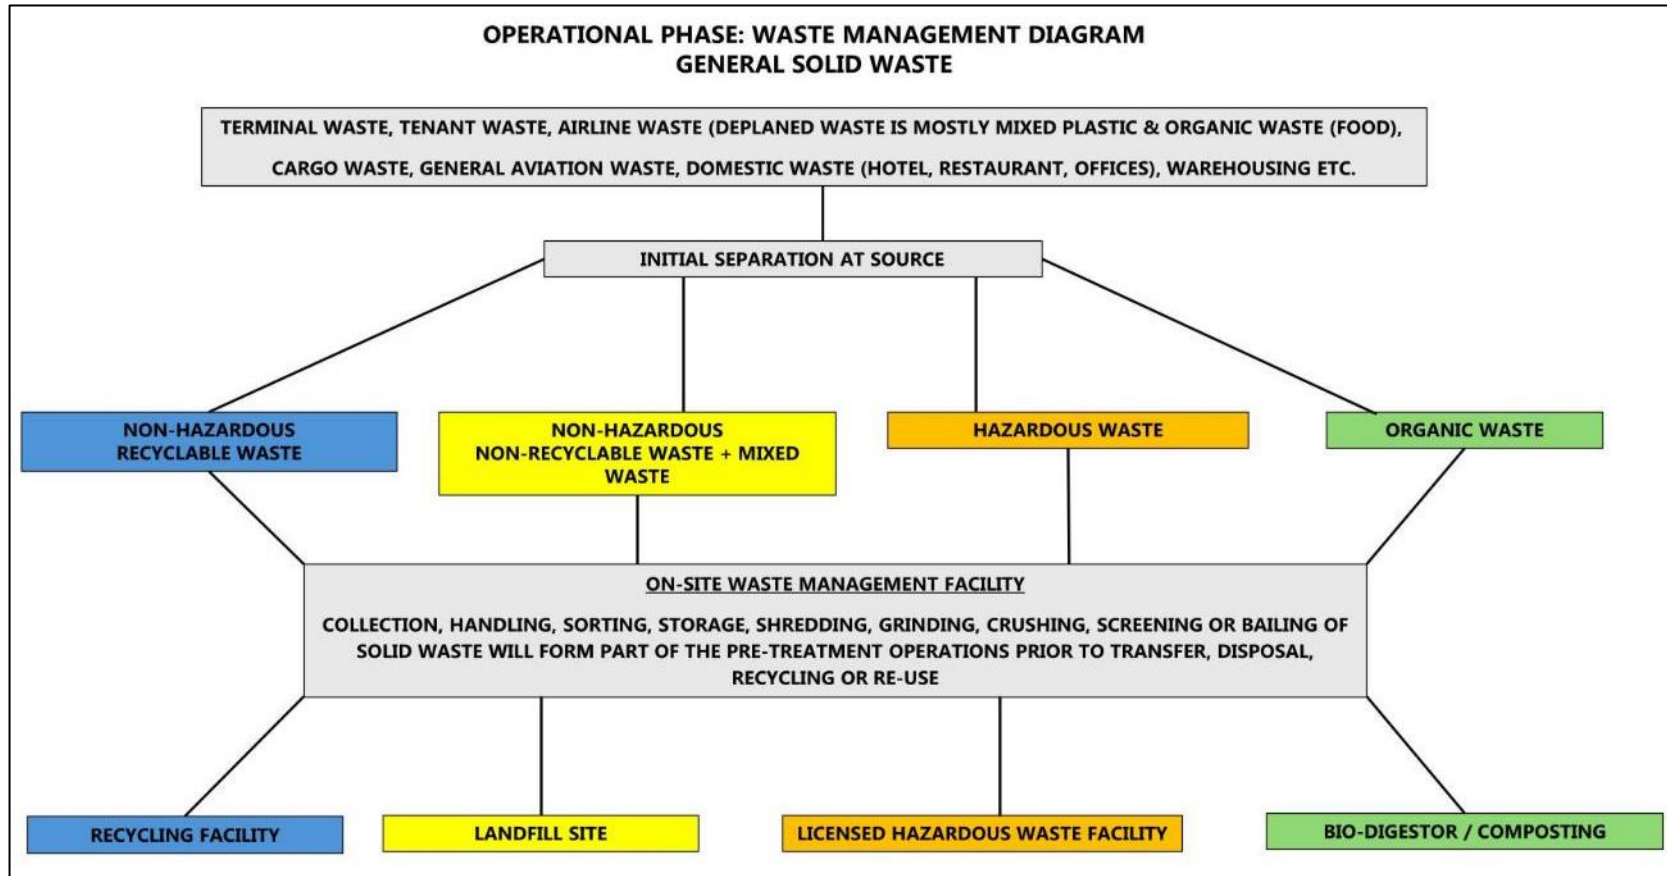 OPERATIONAL PHASE: WASTE MANAGEMENT DIAGRAM
GENERAL SOLID WASTE
TERMINAL WASTE, TENANT WASTE, AIRLINE WASTE (DEPLANED WASTE IS MOSTLY MIXED PLASTIC & ORGANIC WASTE (FOOD),
CARGO WASTE, GENERAL AVIATION WASTE, DOMESTIC WASTE (HOTEL, RESTAURANT, OFFICES), WAREHOUSING ETC.
INITIAL SEPARATION AT SOURCE
NON-HAZARDOUS
RECYCLABLE WASTE
NON-HAZARDOUS
NON-RECYCLABLE WASTE + MIXED
WASTE
HAZARDOUS WASTE
ORGANIC WASTE
ON-SITE WASTE MANAGEMENT FACILITY
COLLECTION, HANDLING, SORTING, STORAGE, SHREDDING, GRINDING, CRUSHING, SCREENING OR BAILING OF
SOLID WASTE WILL FORM PART OF THE PRE-TREATMENT OPERATIONS PRIOR TO TRANSFER, DISPOSAL,
RECYCLING OR RE-USE
RECYCLING FACILITY
LANDFILL SITE
LICENSED HAZARDOUS WASTE FACILITY
BIO-DIGESTOR / COMPOSTING